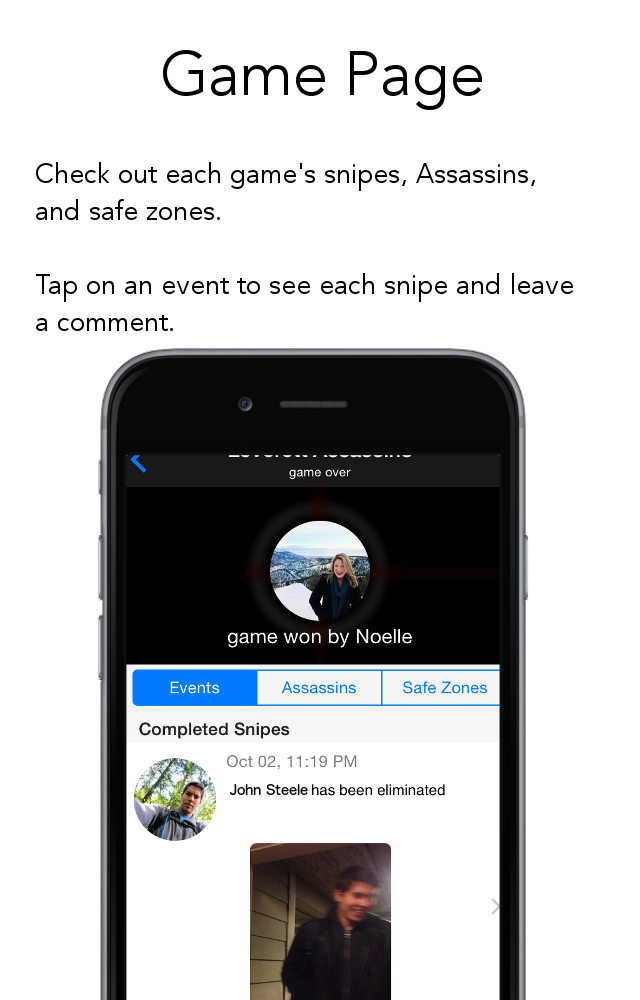 Game Page
Check out each game's snipes, Assassins,
and safe zones.
Tap on an event to see each snipe and leave
a comment.
game over
game won by Noelle
Events
Assassins
Safe Zones
Completed Snipes
Oct 02, 11:19 PM
John Steele has been eliminated